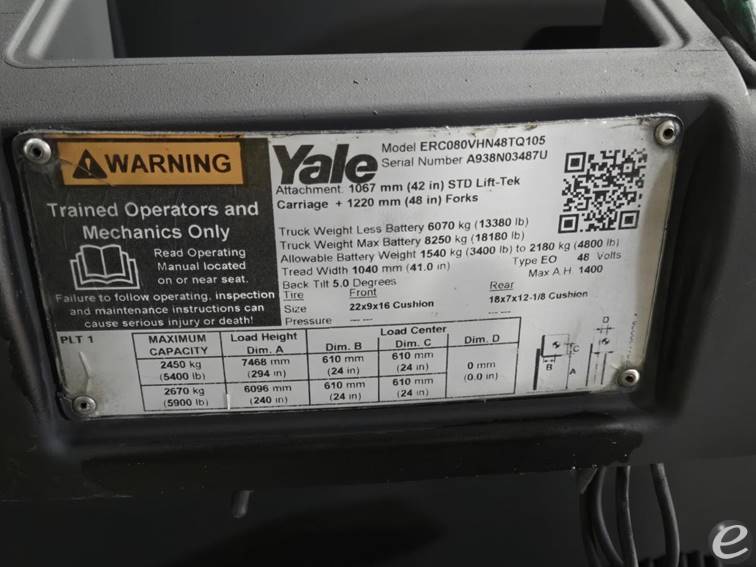 WARNING
Trained Operators and
Mechanics Only
Read Operating
Manual located
on or near seat.
Failure to follow operating, inspection
and maintenance instructions can
cause serious injury or death!
Yale
Model ERC080VHN48TQ105
Serial Number A938N03487U
Attachment. 1067 mm (42 in) STD Lift-Tek
Carriage + 1220 mm (48 in) Forks
Truck Weight Less Battery 6070 kg (13380 lb)
Truck Weight Max Battery 8250 kg (18180 lb)
Allowable Battery Weight 1540 kg (3400 lb) to 2180 kg (4800 lb)
Tread Width 1040 mm (41.0 in) Type EO 48 Volts
Back Tilt 5.0 Degrees Max A.H. 1400
Tire Front Rear
Size 22x9x16 Cushion 18x7x12-1/8 Cushion
Pressure --- --- --- ---
PLT 1
MAXIMUM CAPACITY Load Height Dim. A Load Center Dim. B Dim. C Dim. D
2450 kg (5400 lb) 7468 mm (294 in) 610 mm (24 in) 610 mm (24 in) 0 mm (0.0 in)
2670 kg (5900 lb) 6096 mm (240 in) 610 mm (24 in) 610 mm (24 in)
D
B
C
A
e